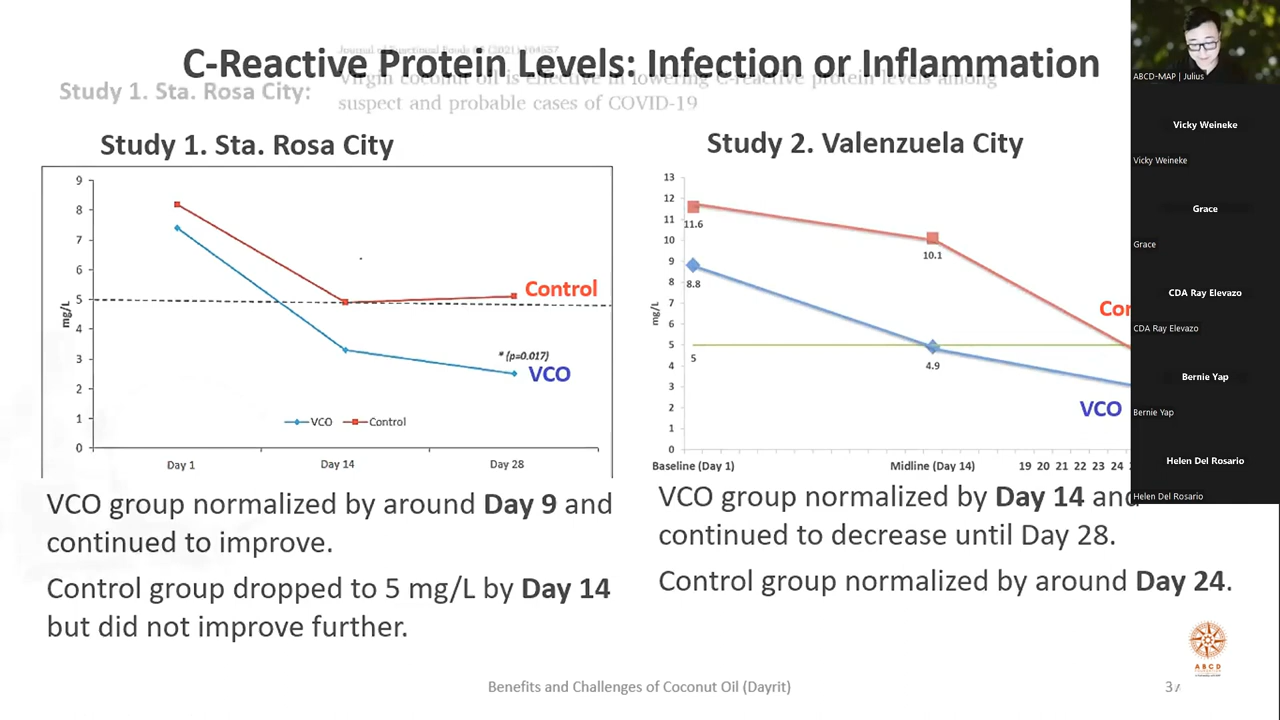 C-Reactive Protein Levels: Infection or Inflammation
Journal of Functional Foods
Study 1. Sta. Rosa City:
Virgin coconut oil is effective in lowering C-reactive protein levels among
suspect and probable cases of COVID-19
Study 1. Sta. Rosa City
9
8
7
6
5
4
3
2
1
0
mg/L
Control
* (p=0.017)
VCO
VCO
Control
Day 1
Day 14
Day 28
VCO group normalized by around Day 9 and
continued to improve.
Control group dropped to 5 mg/L by Day 14
but did not improve further.
Study 2. Valenzuela City
13
12
11
10
9
8
7
6
5
4
3
2
1
0
mg/L
11.6
10.1
8.8
4.9
5
VCO
Baseline (Day 1)
Midline (Day 14)
19 20 21 22 23 24
VCO group normalized by Day 14 and
continued to decrease until Day 28.
Control group normalized by around Day 24.
Benefits and Challenges of Coconut Oil (Dayrit)
37
ABCD
ABCD-MAP | Julius
Vicky Weineke
Vicky Weineke
Grace
Grace
CDA Ray Elevazo
CDA Ray Elevazo
Bernie Yap
Bernie Yap
Helen Del Rosario
Helen Del Rosario